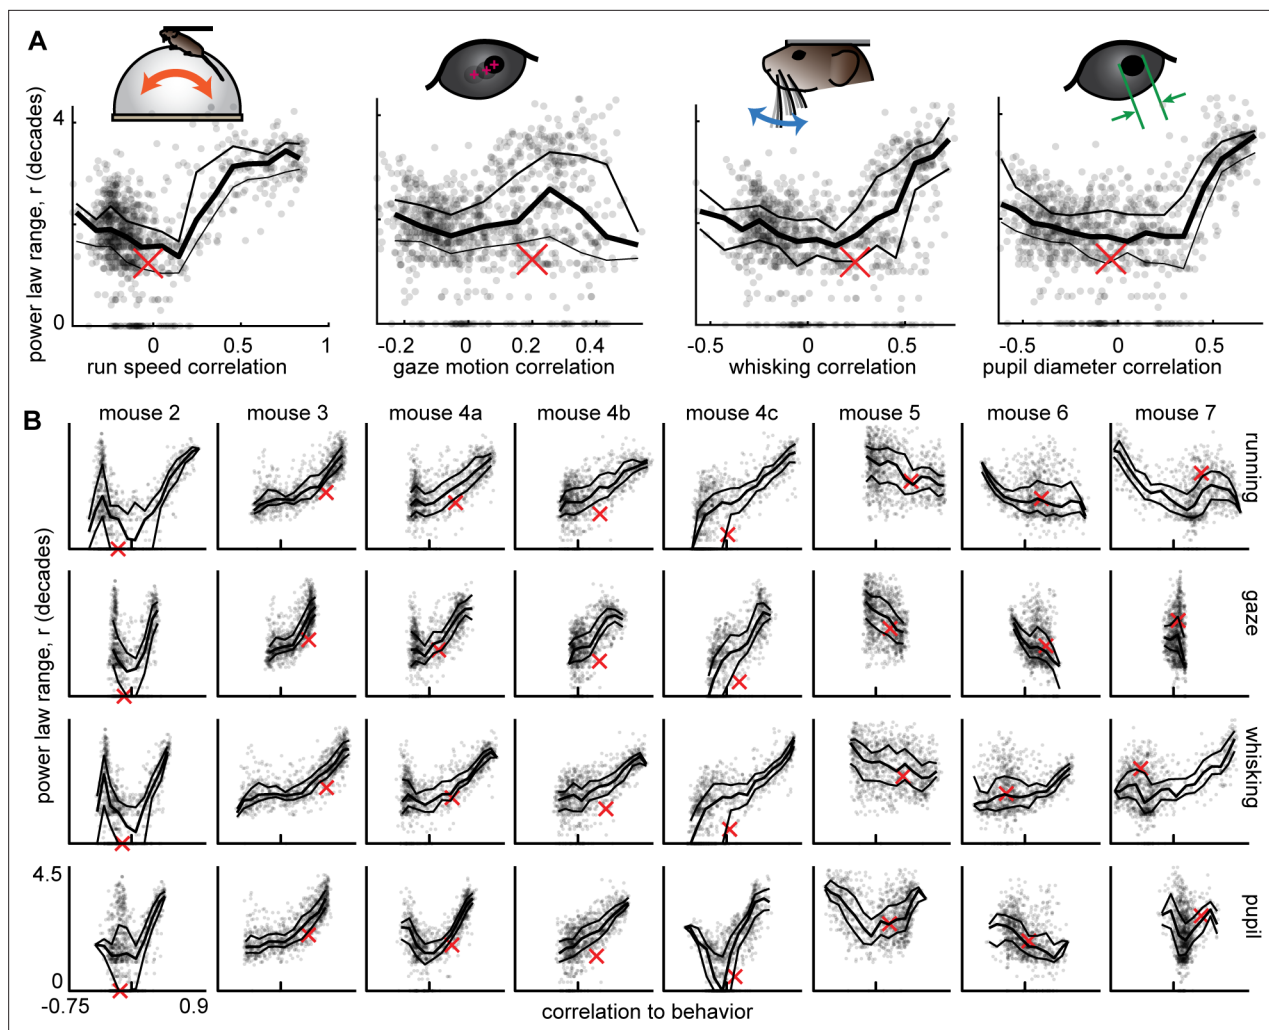 A
power law range, r (decades)
4
2
0
0 0.5 1
run speed correlation
-0.2 0 0.2 0.4
gaze motion correlation
-0.5 0 0.5
whisking correlation
-0.5 0 0.5
pupil diameter correlation
B
mouse 2 mouse 3 mouse 4a mouse 4b mouse 4c mouse 5 mouse 6 mouse 7
running
gaze
whisking
pupil
power law range, r (decades)
4.5
0
-0.75 0.9
correlation to behavior